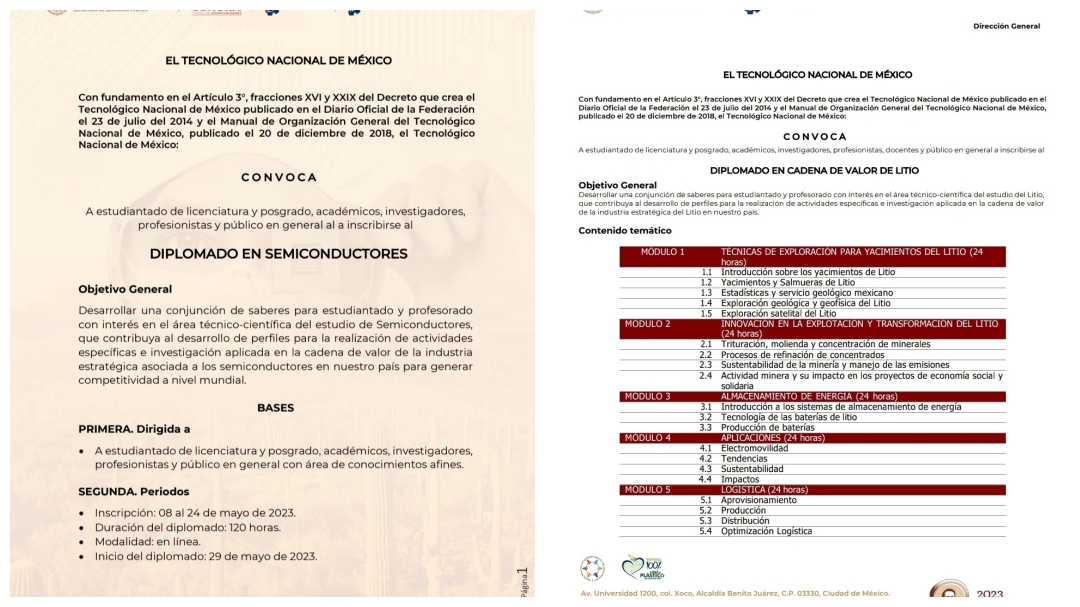 EL TECNOLÓGICO NACIONAL DE MÉXICO
Con fundamento en el Artículo 3°, fracciones XVI y XXIX del Decreto que crea el
Tecnológico Nacional de México publicado en el Diario Oficial de la Federación
el 23 de julio del 2014 y el Manual de Organización General del Tecnológico
Nacional de México, publicado el 20 de diciembre de 2018, el Tecnológico
Nacional de México:
C O N V O C A
A estudiantado de licenciatura y posgrado, académicos, investigadores,
profesionistas y público en general al a inscribirse al
DIPLOMADO EN SEMICONDUCTORES
Objetivo General
Desarrollar una conjunción de saberes para estudiantado y profesorado
con interés en el área técnico-científica del estudio de Semiconductores,
que contribuya al desarrollo de perfiles para la realización de actividades
específicas e investigación aplicada en la cadena de valor de la industria
estratégica asociada a los semiconductores en nuestro país para generar
competitividad a nivel mundial.
BASES
PRIMERA. Dirigida a
• A estudiantado de licenciatura y posgrado, académicos, investigadores,
profesionistas y público en general con área de conocimientos afines.
SEGUNDA. Periodos
• Inscripción: 08 al 24 de mayo de 2023.
• Duración del diplomado: 120 horas.
• Modalidad: en línea.
• Inicio del diplomado: 29 de mayo de 2023.
Página 1
Dirección General
EL TECNOLÓGICO NACIONAL DE MÉXICO
Con fundamento en el Artículo 3°, fracciones XVI y XXIX del Decreto que crea el Tecnológico Nacional de México publicado en el
Diario Oficial de la Federación el 23 de julio del 2014 y el Manual de Organización General del Tecnológico Nacional de México,
publicado el 20 de diciembre de 2018, el Tecnológico Nacional de México:
C O N V O C A
A estudiantado de licenciatura y posgrado, académicos, investigadores, profesionistas, docentes y público en general a inscribirse al
DIPLOMADO EN CADENA DE VALOR DE LITIO
Objetivo General
Desarrollar una conjunción de saberes para estudiantado y profesorado con interés en el área técnico-científica del estudio del Litio,
que contribuya al desarrollo de perfiles para la realización de actividades específicas e investigación aplicada en la cadena de valor
de la industria estratégica del Litio en nuestro país.
Contenido temático
MÓDULO 1 TÉCNICAS DE EXPLORACIÓN PARA YACIMIENTOS DEL LITIO (24
horas)
1.1 Introducción sobre los yacimientos de Litio
1.2 Yacimientos y Salmueras de Litio
1.3 Estadísticas y servicio geológico mexicano
1.4 Exploración geológica y geofísica del Litio
1.5 Exploración satelital del Litio
MÓDULO 2 INNOVACIÓN EN LA EXPLOTACIÓN Y TRANSFORMACIÓN DEL LITIO
(24 horas)
2.1 Trituración, molienda y concentración de minerales
2.2 Procesos de refinación de concentrados
2.3 Sustentabilidad de la minería y manejo de las emisiones
2.4 Actividad minera y su impacto en los proyectos de economía social y
solidaria
MÓDULO 3 ALMACENAMIENTO DE ENERGÍA (24 horas)
3.1 Introducción a los sistemas de almacenamiento de energía
3.2 Tecnología de las baterías de litio
3.3 Producción de baterías
MÓDULO 4 APLICACIONES (24 horas)
4.1 Electromovilidad
4.2 Tendencias
4.3 Sustentabilidad
4.4 Impactos
MÓDULO 5 LOGÍSTICA (24 horas)
5.1 Aprovisionamiento
5.2 Producción
5.3 Distribución
5.4 Optimización Logística
100%
PLÁSTICO
Av. Universidad 1200, col. Xoco, Alcaldía Benito Juárez, C.P. 03330, Ciudad de México.
2023